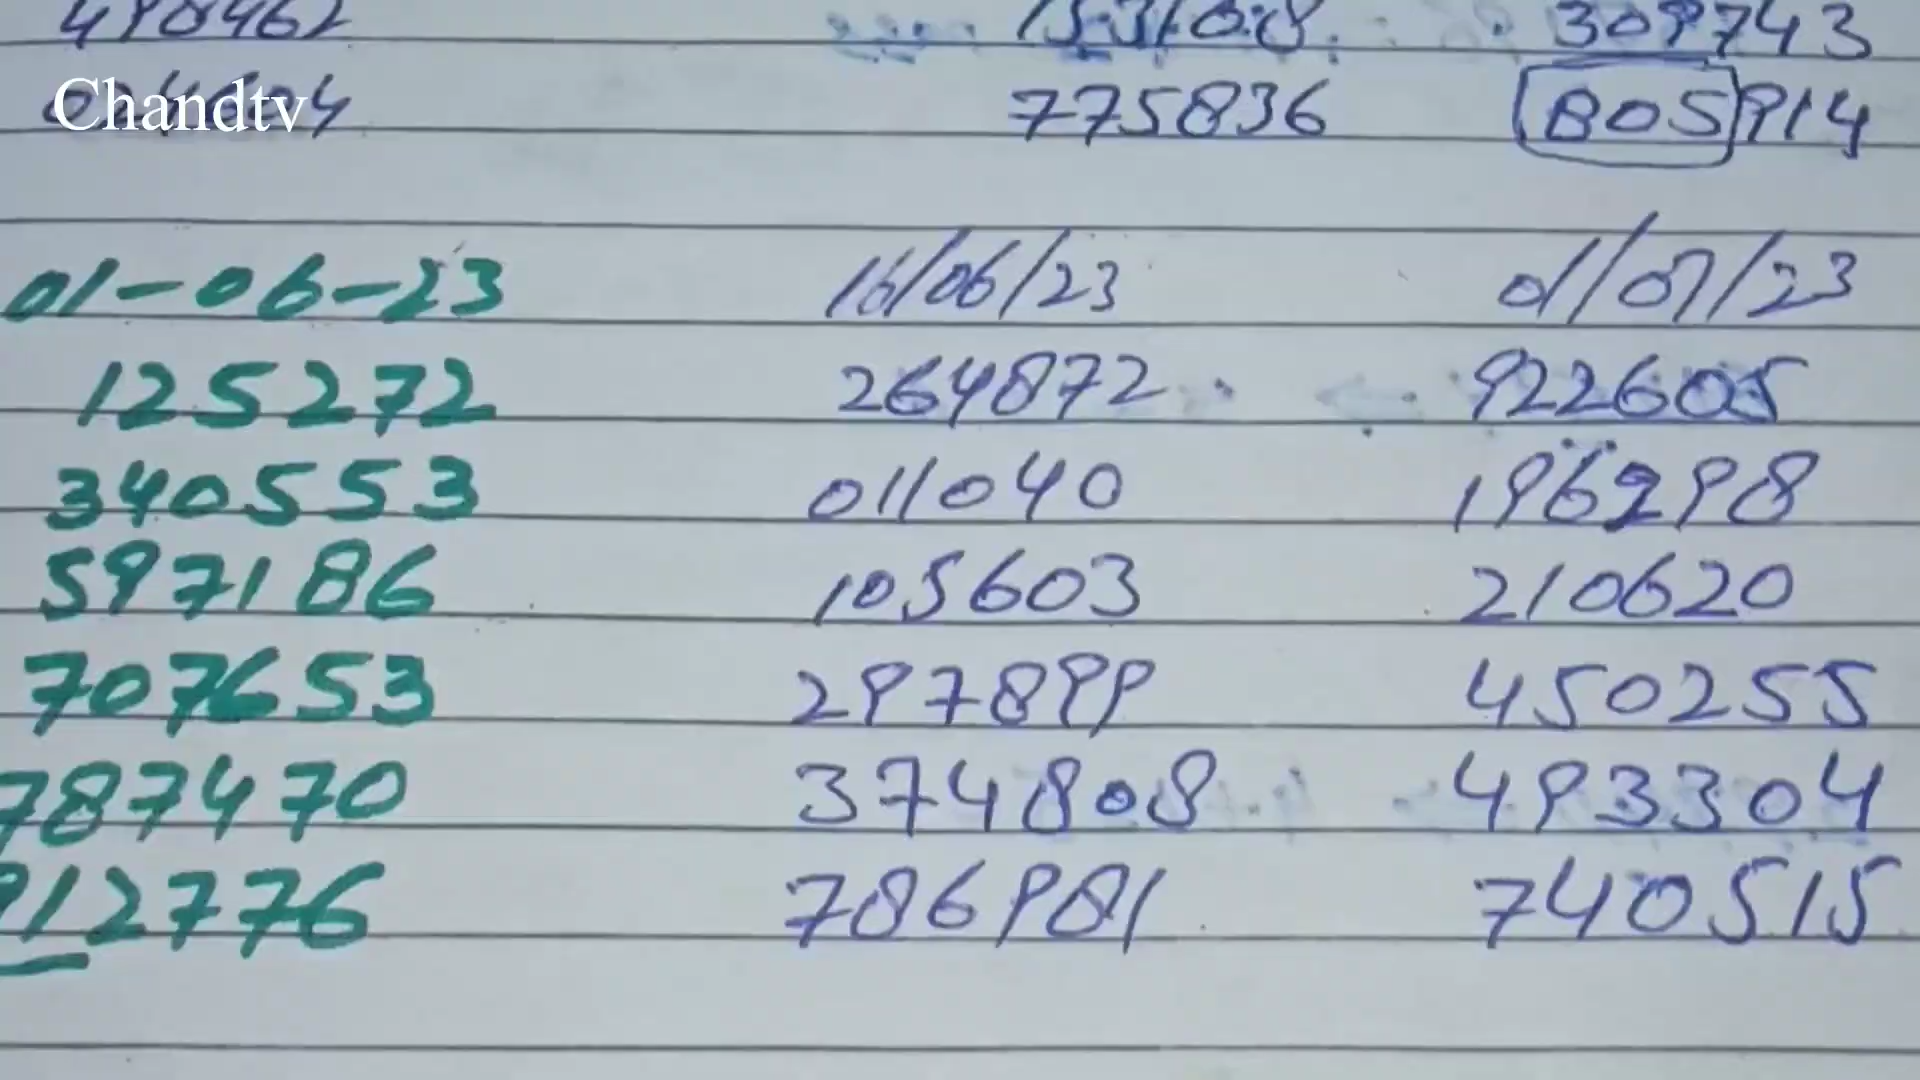 309743
Chandtv
775836 805914
01-06-23 16/06/23 01/07/23
125272 264872 922605
340553 011040 196298
597186 105603 210620
707653 297899 450255
787470 374808 493304
912776 786981 740515